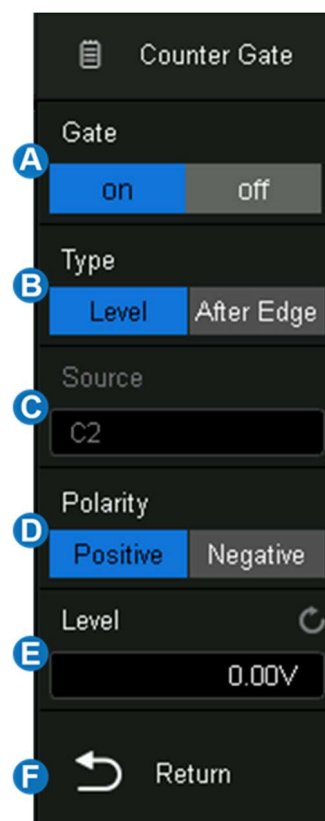 Counter Gate
Gate
A
on off
Type
B
Level After Edge
Source
C
C2
Polarity
D
Positive Negative
Level
E
0.00V
F
Return